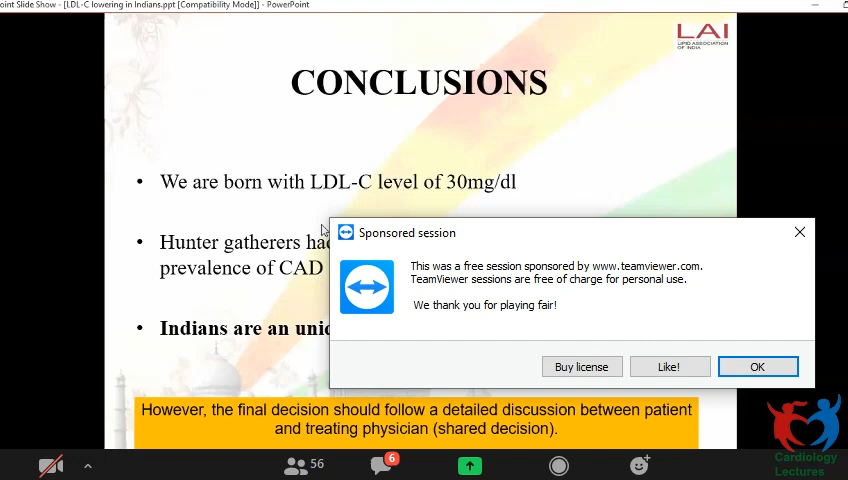 oint Slide Show - [LDL-C lowering in Indians.ppt [Compatibility Mode]] - PowerPoint
LAI
LIPID ASSOCIATION
OF INDIA
CONCLUSIONS
• We are born with LDL-C level of 30mg/dl
• Hunter gatherers had
prevalence of CAD
• Indians are an uniq
Sponsored session
This was a free session sponsored by www.teamviewer.com.
TeamViewer sessions are free of charge for personal use.
We thank you for playing fair!
Buy license
Like!
OK
However, the final decision should follow a detailed discussion between patient
and treating physician (shared decision).
56
6
Cardiology
Lectures